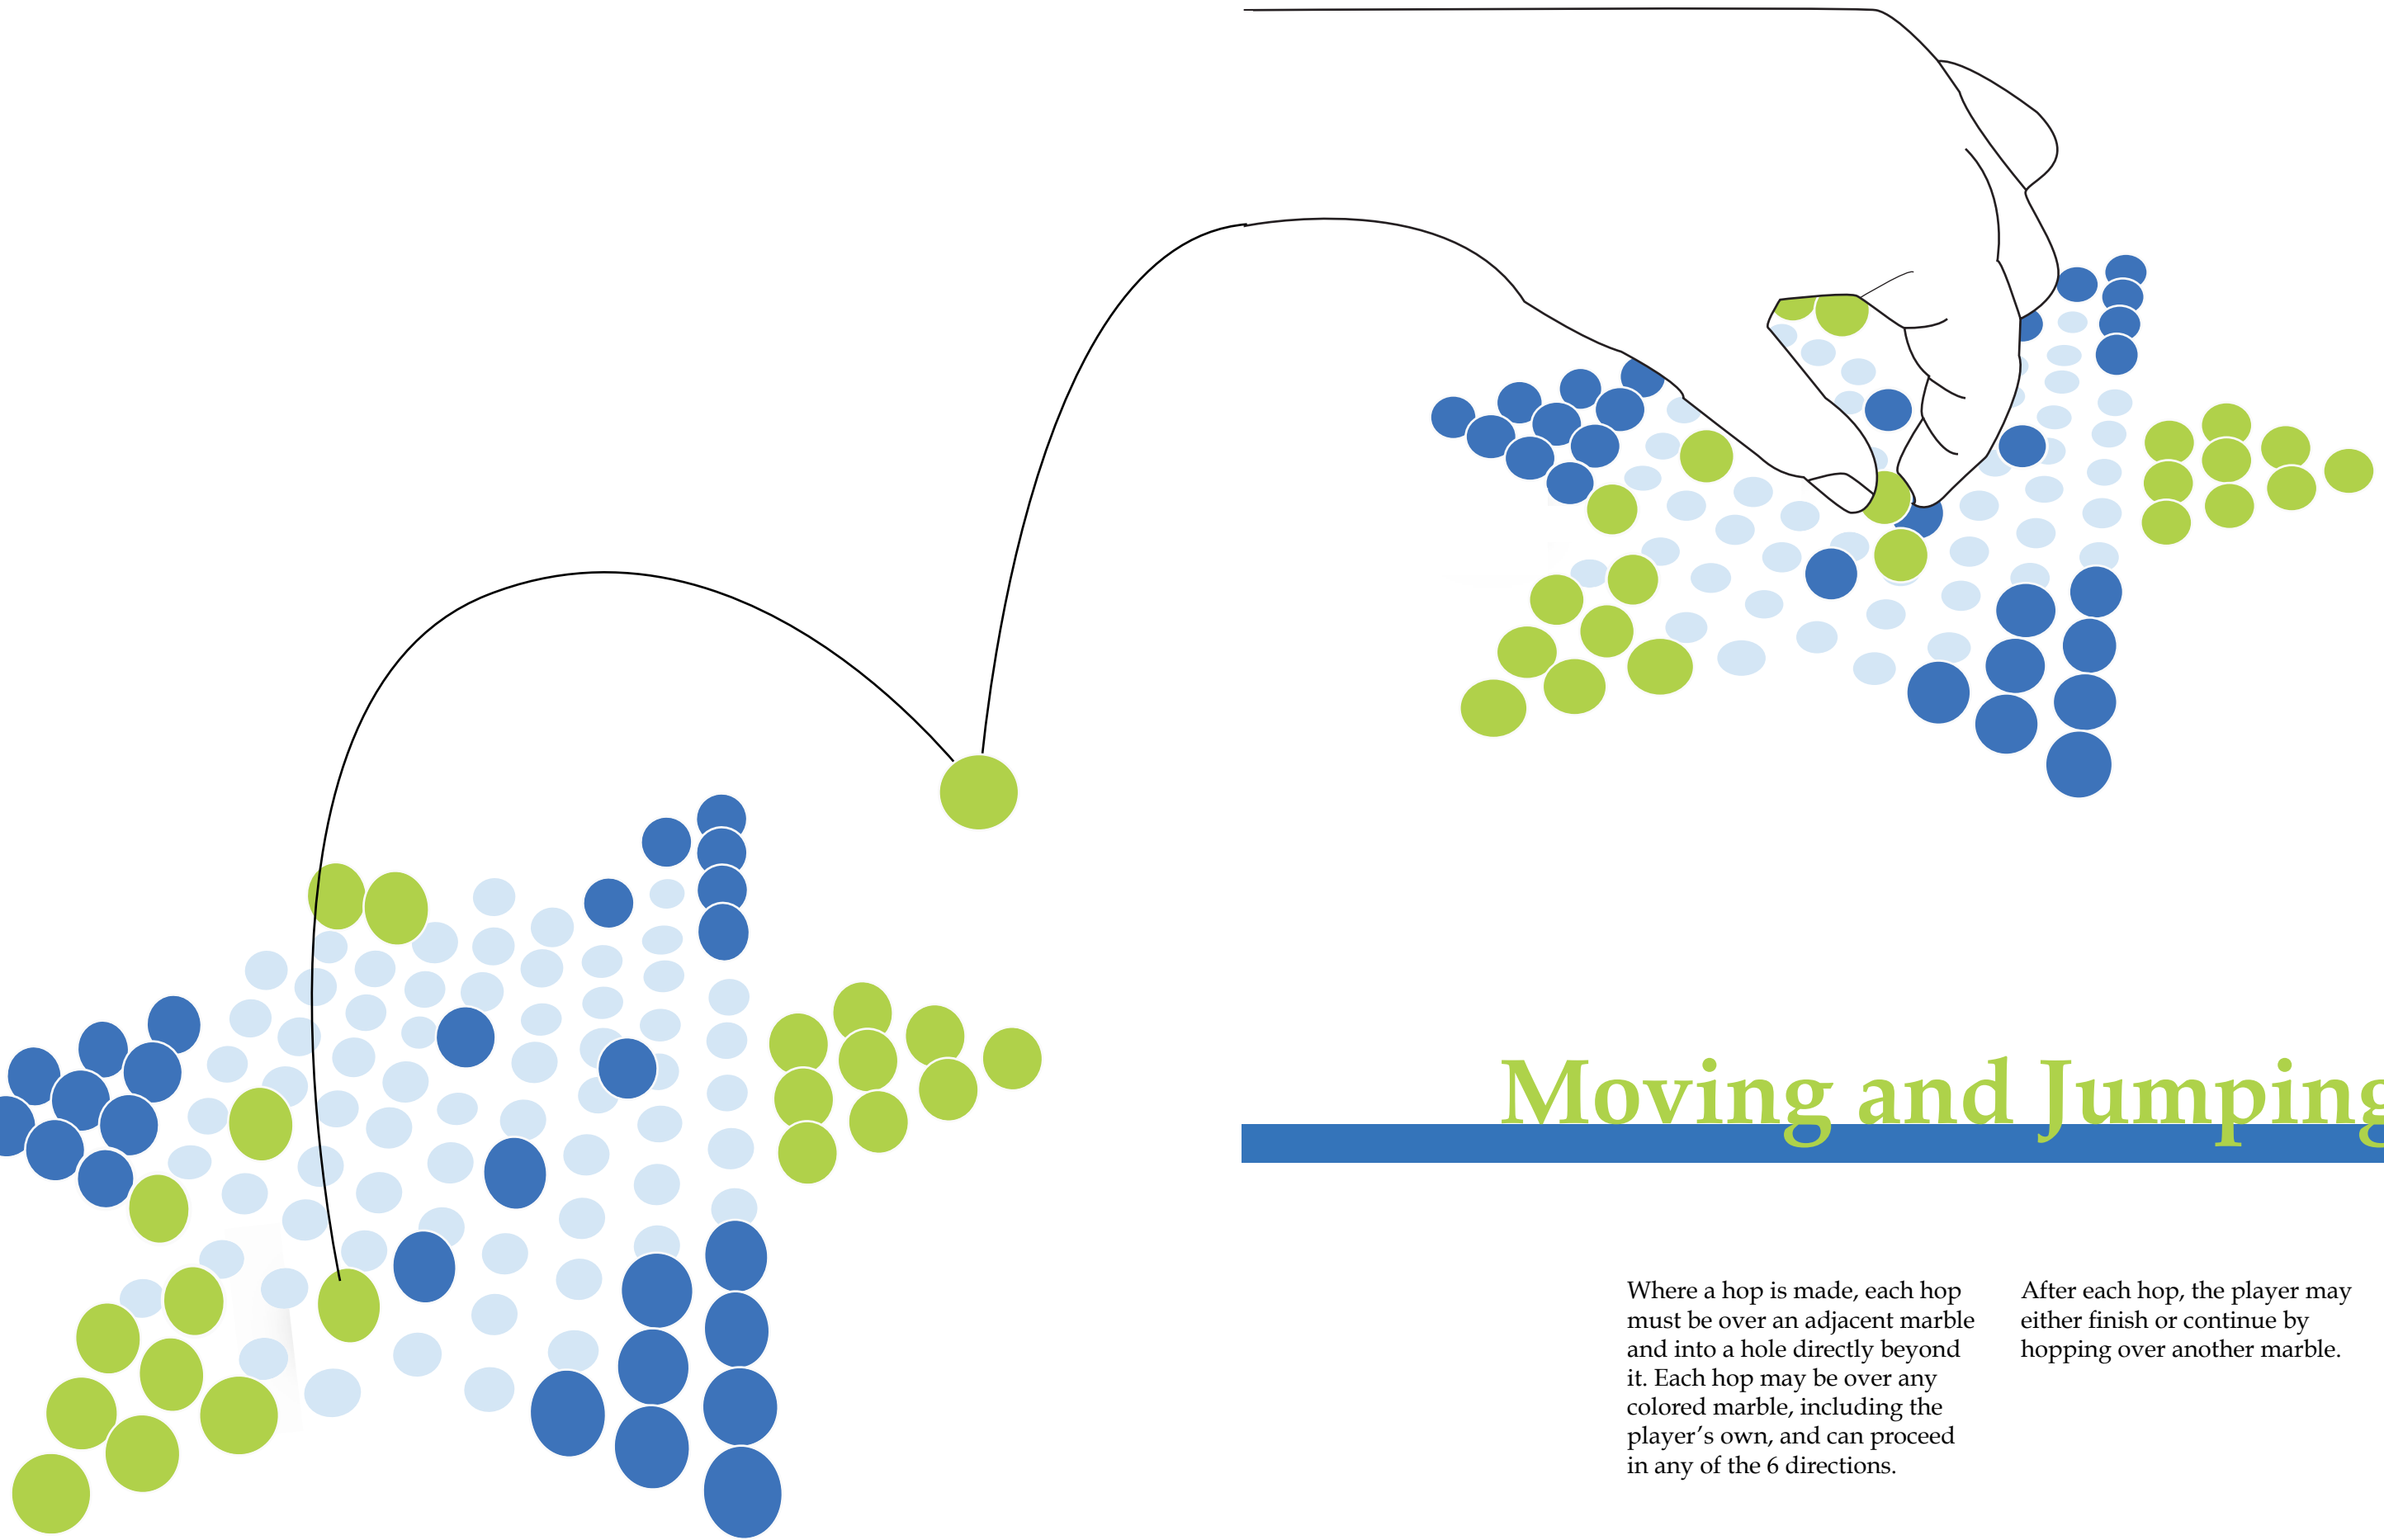 Moving and Jumping
Where a hop is made, each hop
must be over an adjacent marble
and into a hole directly beyond
it. Each hop may be over any
colored marble, including the
player’s own, and can proceed
in any of the 6 directions.
After each hop, the player may
either finish or continue by
hopping over another marble.